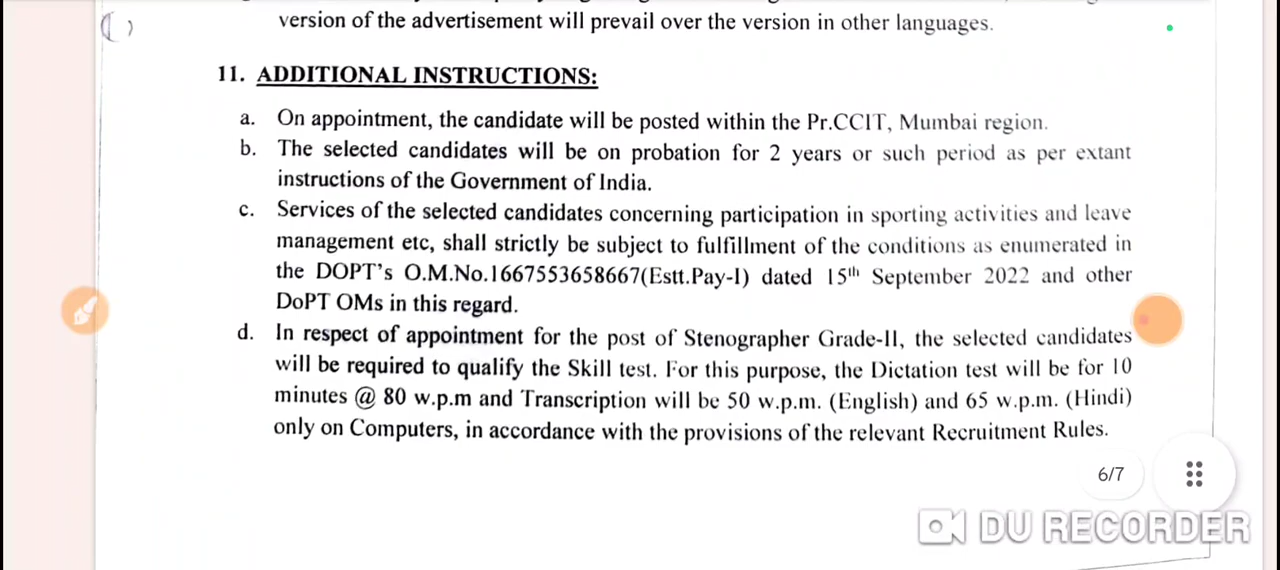 version of the advertisement will prevail over the version in other languages.
11. ADDITIONAL INSTRUCTIONS:
a. On appointment, the candidate will be posted within the Pr.CCIT, Mumbai region.
b. The selected candidates will be on probation for 2 years or such period as per extant
instructions of the Government of India.
c. Services of the selected candidates concerning participation in sporting activities and leave
management etc, shall strictly be subject to fulfillment of the conditions as enumerated in
the DOPT's O.M.No.1667553658667(Estt.Pay-I) dated 15th September 2022 and other
DoPT OMs in this regard.
d. In respect of appointment for the post of Stenographer Grade-II, the selected candidates
will be required to qualify the Skill test. For this purpose, the Dictation test will be for 10
minutes @ 80 w.p.m and Transcription will be 50 w.p.m. (English) and 65 w.p.m. (Hindi)
only on Computers, in accordance with the provisions of the relevant Recruitment Rules.
6/7
DU RECORDER